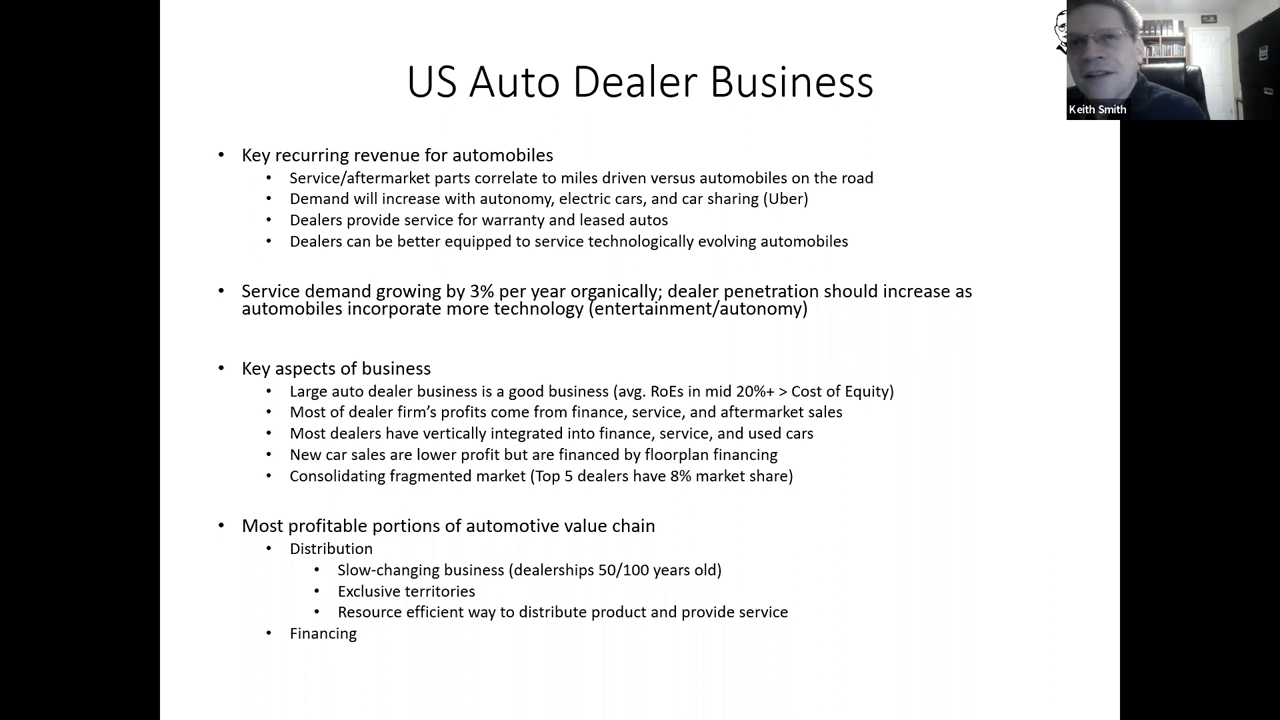 US Auto Dealer Business
Keith Smith
• Key recurring revenue for automobiles
• Service/aftermarket parts correlate to miles driven versus automobiles on the road
• Demand will increase with autonomy, electric cars, and car sharing (Uber)
• Dealers provide service for warranty and leased autos
• Dealers can be better equipped to service technologically evolving automobiles
• Service demand growing by 3% per year organically; dealer penetration should increase as
automobiles incorporate more technology (entertainment/autonomy)
• Key aspects of business
• Large auto dealer business is a good business (avg. RoEs in mid 20%+ > Cost of Equity)
• Most of dealer firm’s profits come from finance, service, and aftermarket sales
• Most dealers have vertically integrated into finance, service, and used cars
• New car sales are lower profit but are financed by floorplan financing
• Consolidating fragmented market (Top 5 dealers have 8% market share)
• Most profitable portions of automotive value chain
• Distribution
• Slow-changing business (dealerships 50/100 years old)
• Exclusive territories
• Resource efficient way to distribute product and provide service
• Financing